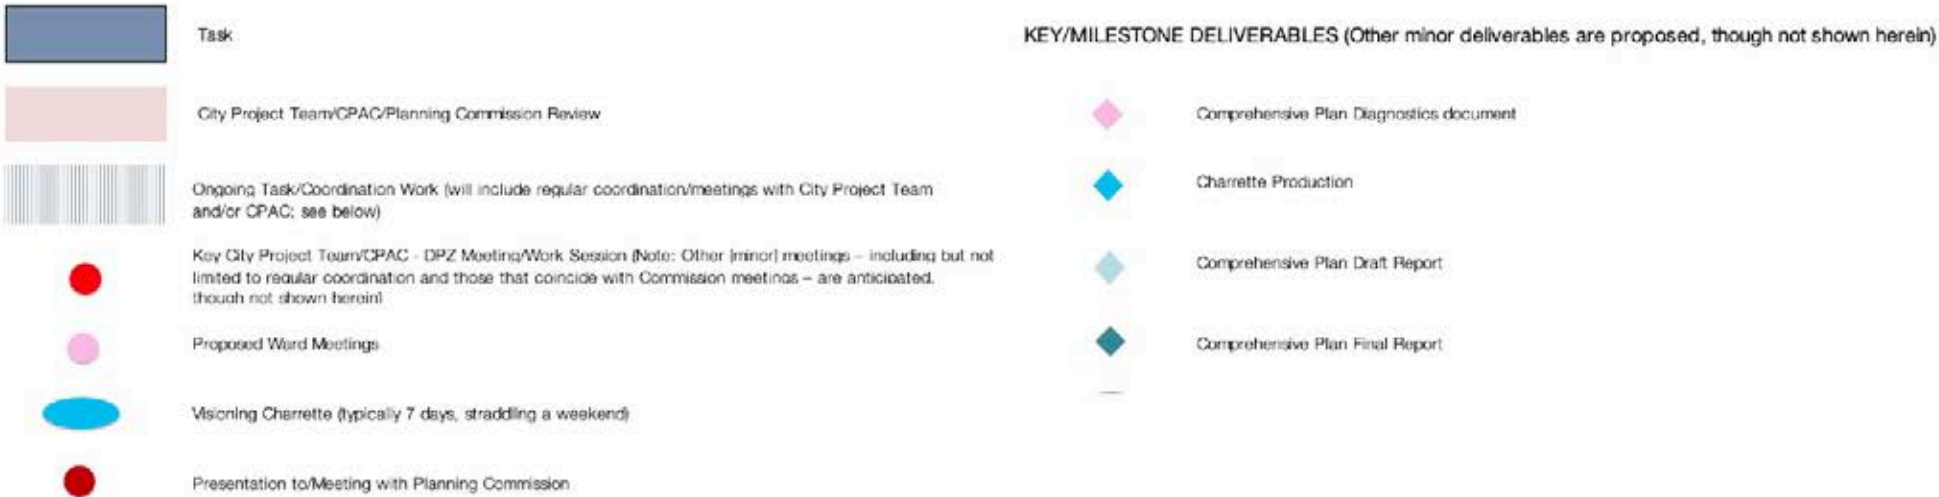 Task
City Project Team/CPAC/Planning Commission Review
Ongoing Task/Coordination Work (will include regular coordination/meetings with City Project Team
and/or CPAC; see below)
Key City Project Team/CPAC - DPZ Meeting/Work Session (Note: Other [minor] meetings – including but not
limited to regular coordination and those that coincide with Commission meetings – are anticipated,
though not shown herein)
Proposed Ward Meetings
Visioning Charrette (typically 7 days, straddling a weekend)
Presentation to/Meeting with Planning Commission
KEY/MILESTONE DELIVERABLES (Other minor deliverables are proposed, though not shown herein)
Comprehensive Plan Diagnostics document
Charrette Production
Comprehensive Plan Draft Report
Comprehensive Plan Final Report